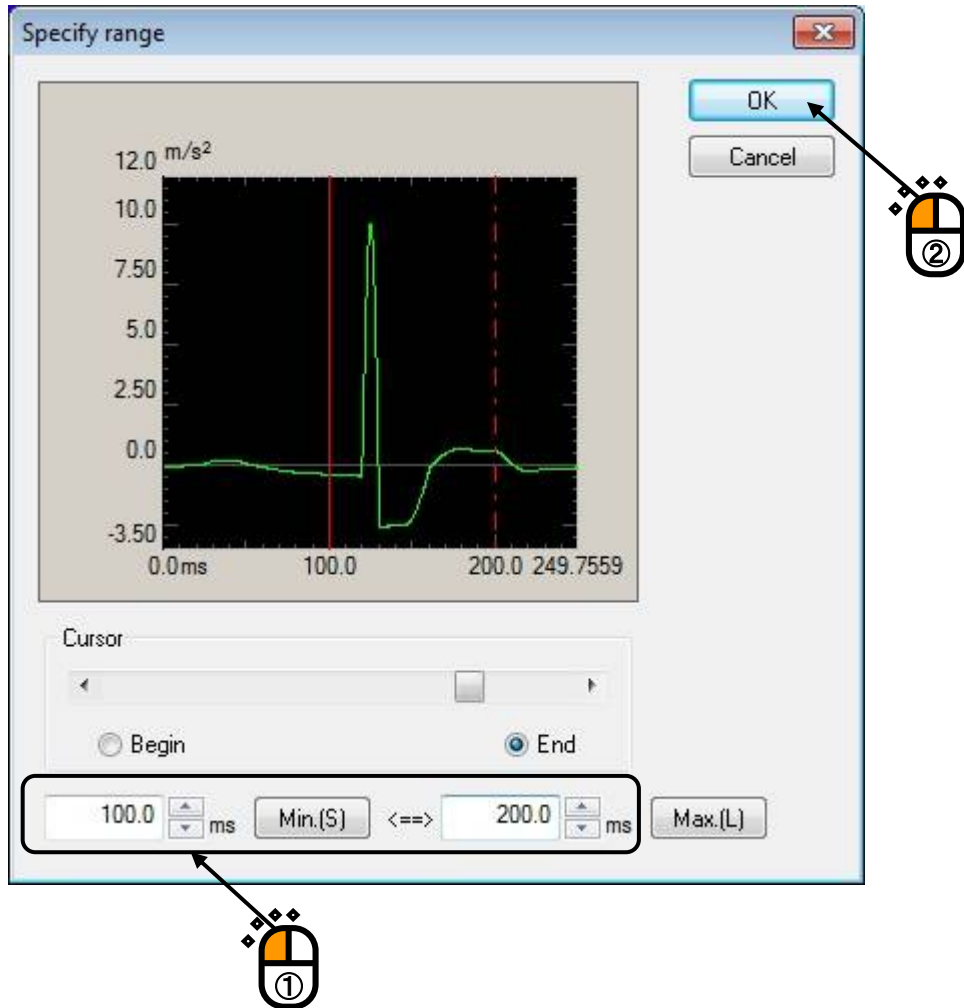 Specify range
OK
Cancel
12.0 m/s²
10.0
7.50
5.0
2.50
0.0
-3.50
0.0ms 100.0 200.0 249.7559
②
Cursor
Begin End
100.0 ms Min.(S) <==> 200.0 ms Max.(L)
①